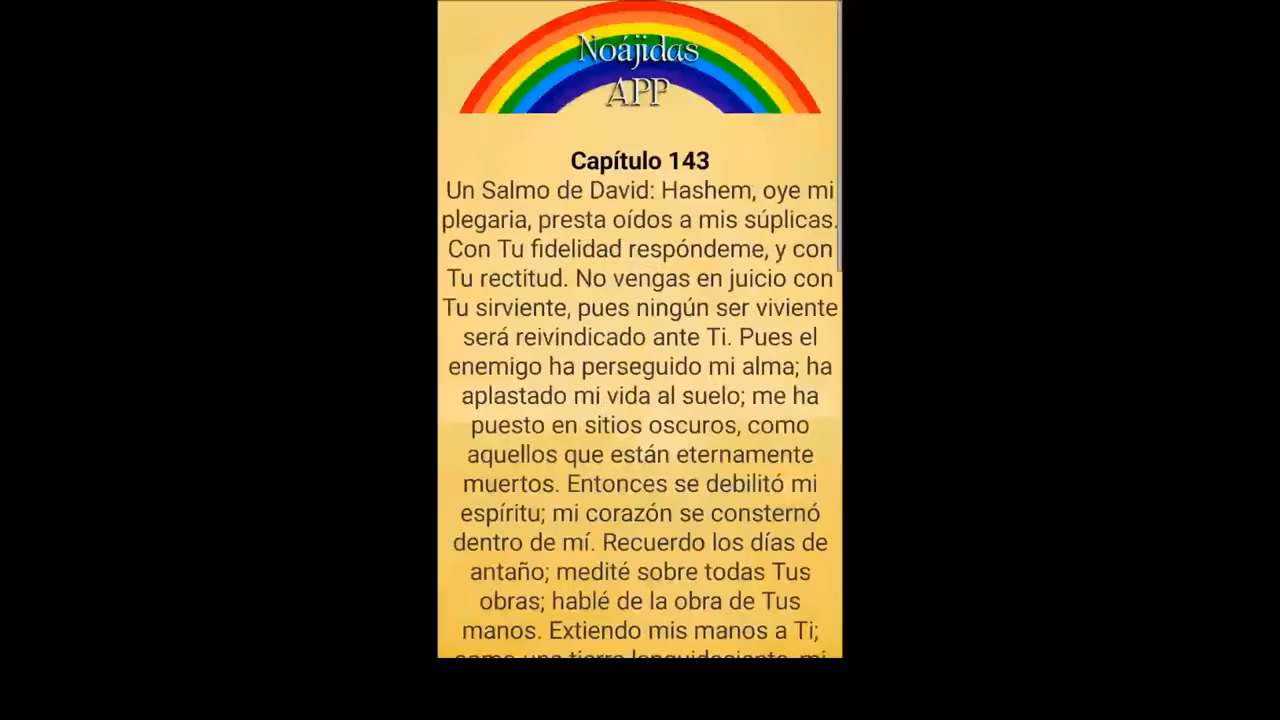 Noájidas
APP
Capítulo 143
Un Salmo de David: Hashem, oye mi
plegaria, presta oídos a mis súplicas.
Con Tu fidelidad respóndeme, y con
Tu rectitud. No vengas en juicio con
Tu sirviente, pues ningún ser viviente
será reivindicado ante Ti. Pues el
enemigo ha perseguido mi alma; ha
aplastado mi vida al suelo; me ha
puesto en sitios oscuros, como
aquellos que están eternamente
muertos. Entonces se debilitó mi
espíritu; mi corazón se consternó
dentro de mí. Recuerdo los días de
antaño; medité sobre todas Tus
obras; hablé de la obra de Tus
manos. Extiendo mis manos a Ti;